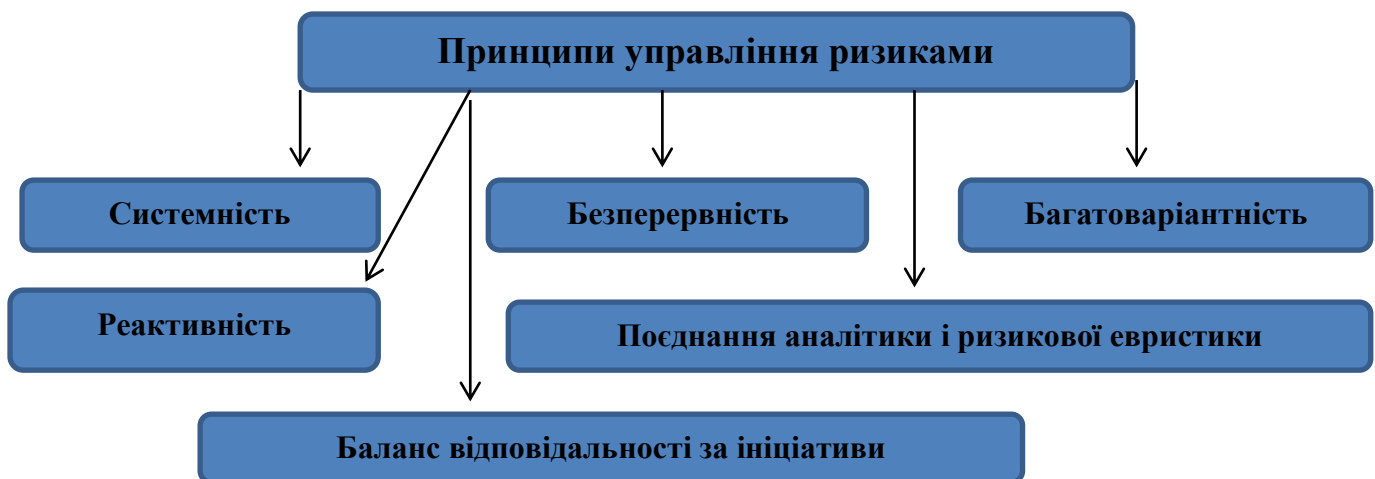 Принципи управління ризиками
Системність
Безперервність
Багатоваріантність
Реактивність
Поєднання аналітики і ризикової евристики
Баланс відповідальності за ініціативи